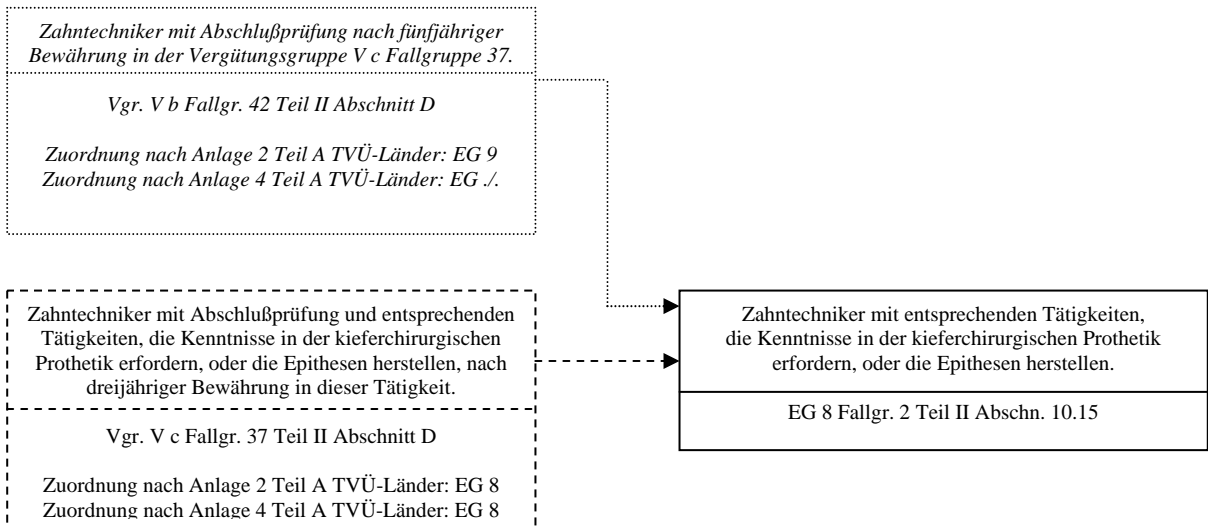 Zahntechniker mit Abschlußprüfung nach fünfjähriger
Bewährung in der Vergütungsgruppe V c Fallgruppe 37.
Vgr. V b Fallgr. 42 Teil II Abschnitt D
Zuordnung nach Anlage 2 Teil A TVÜ-Länder: EG 9
Zuordnung nach Anlage 4 Teil A TVÜ-Länder: EG ./.
Zahntechniker mit Abschlußprüfung und entsprechenden
Tätigkeiten, die Kenntnisse in der kieferchirurgischen
Prothetik erfordern, oder die Epithesen herstellen, nach
dreijähriger Bewährung in dieser Tätigkeit.
Vgr. V c Fallgr. 37 Teil II Abschnitt D
Zuordnung nach Anlage 2 Teil A TVÜ-Länder: EG 8
Zuordnung nach Anlage 4 Teil A TVÜ-Länder: EG 8
Zahntechniker mit entsprechenden Tätigkeiten,
die Kenntnisse in der kieferchirurgischen Prothetik
erfordern, oder die Epithesen herstellen.
EG 8 Fallgr. 2 Teil II Abschn. 10.15